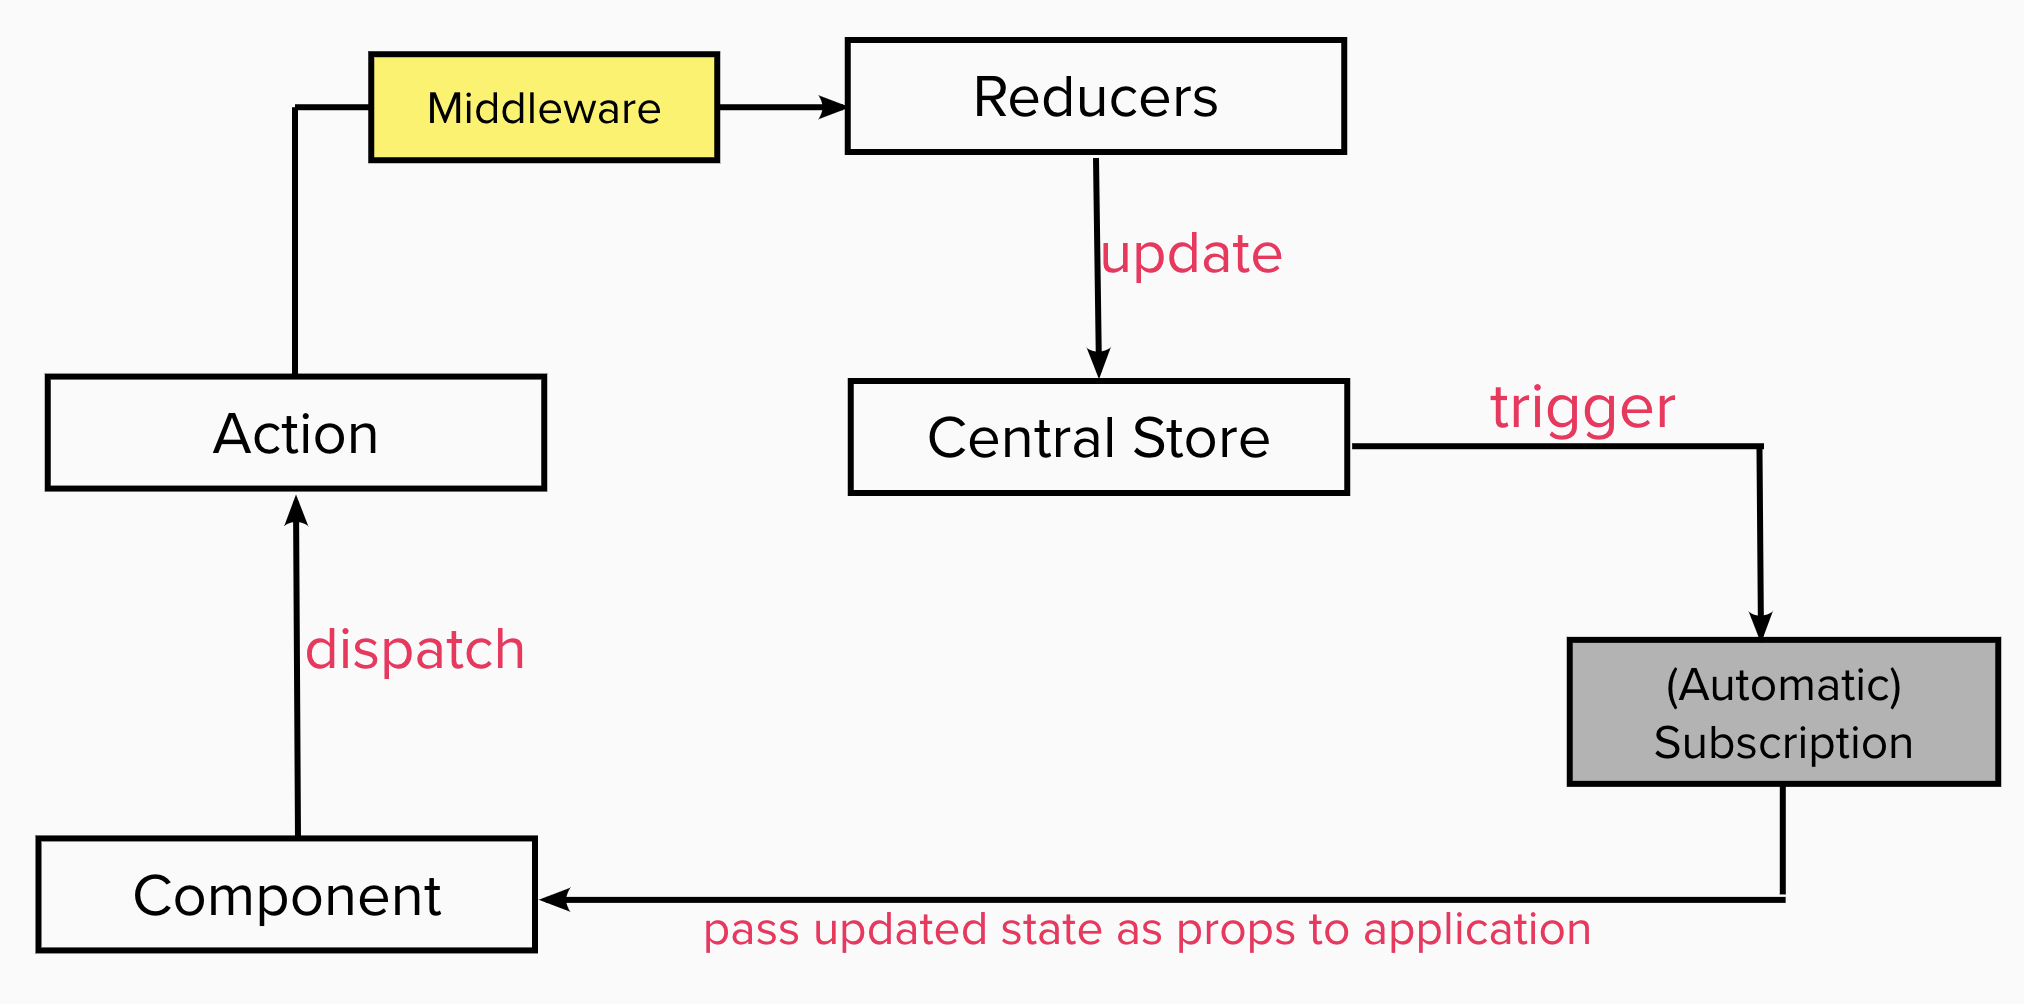 Middleware
Reducers
update
Action
Central Store
trigger
dispatch
(Automatic)
Subscription
Component
pass updated state as props to application